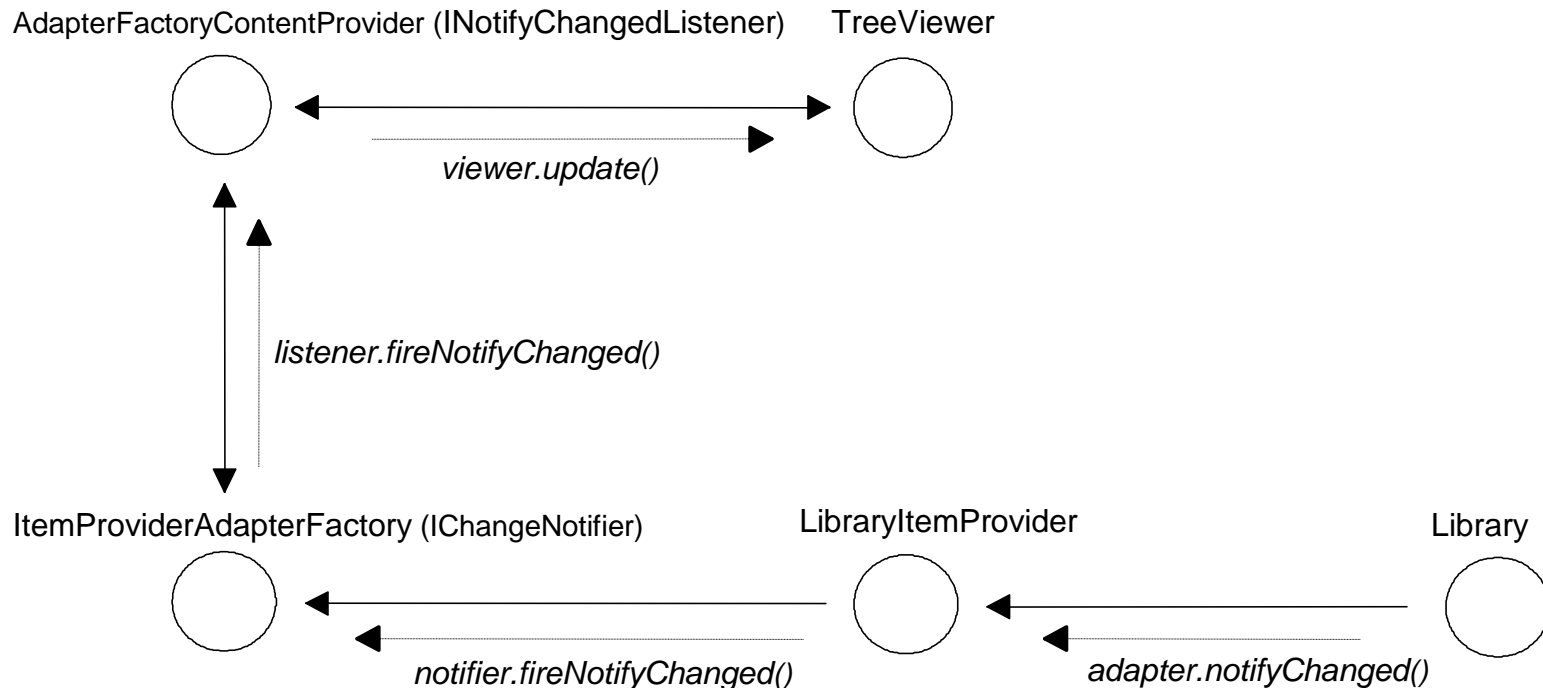 AdapterFactoryContentProvider (INotifyChangedListener)
TreeViewer
viewer.update()
listener.fireNotifyChanged()
ItemProviderAdapterFactory (IChangeNotifier)
LibraryItemProvider
Library
notifier.fireNotifyChanged()
adapter.notifyChanged()